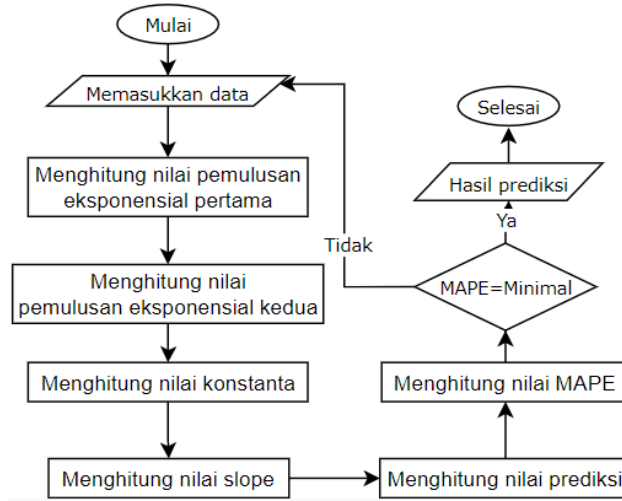 Mulai
Memasukkan data
Menghitung nilai pemulusan
eksponensial pertama
Menghitung nilai
pemulusan eksponensial kedua
Menghitung nilai konstanta
Menghitung nilai slope
Menghitung nilai prediksi
Menghitung nilai MAPE
MAPE=Minimal
Tidak
Ya
Hasil prediksi
Selesai